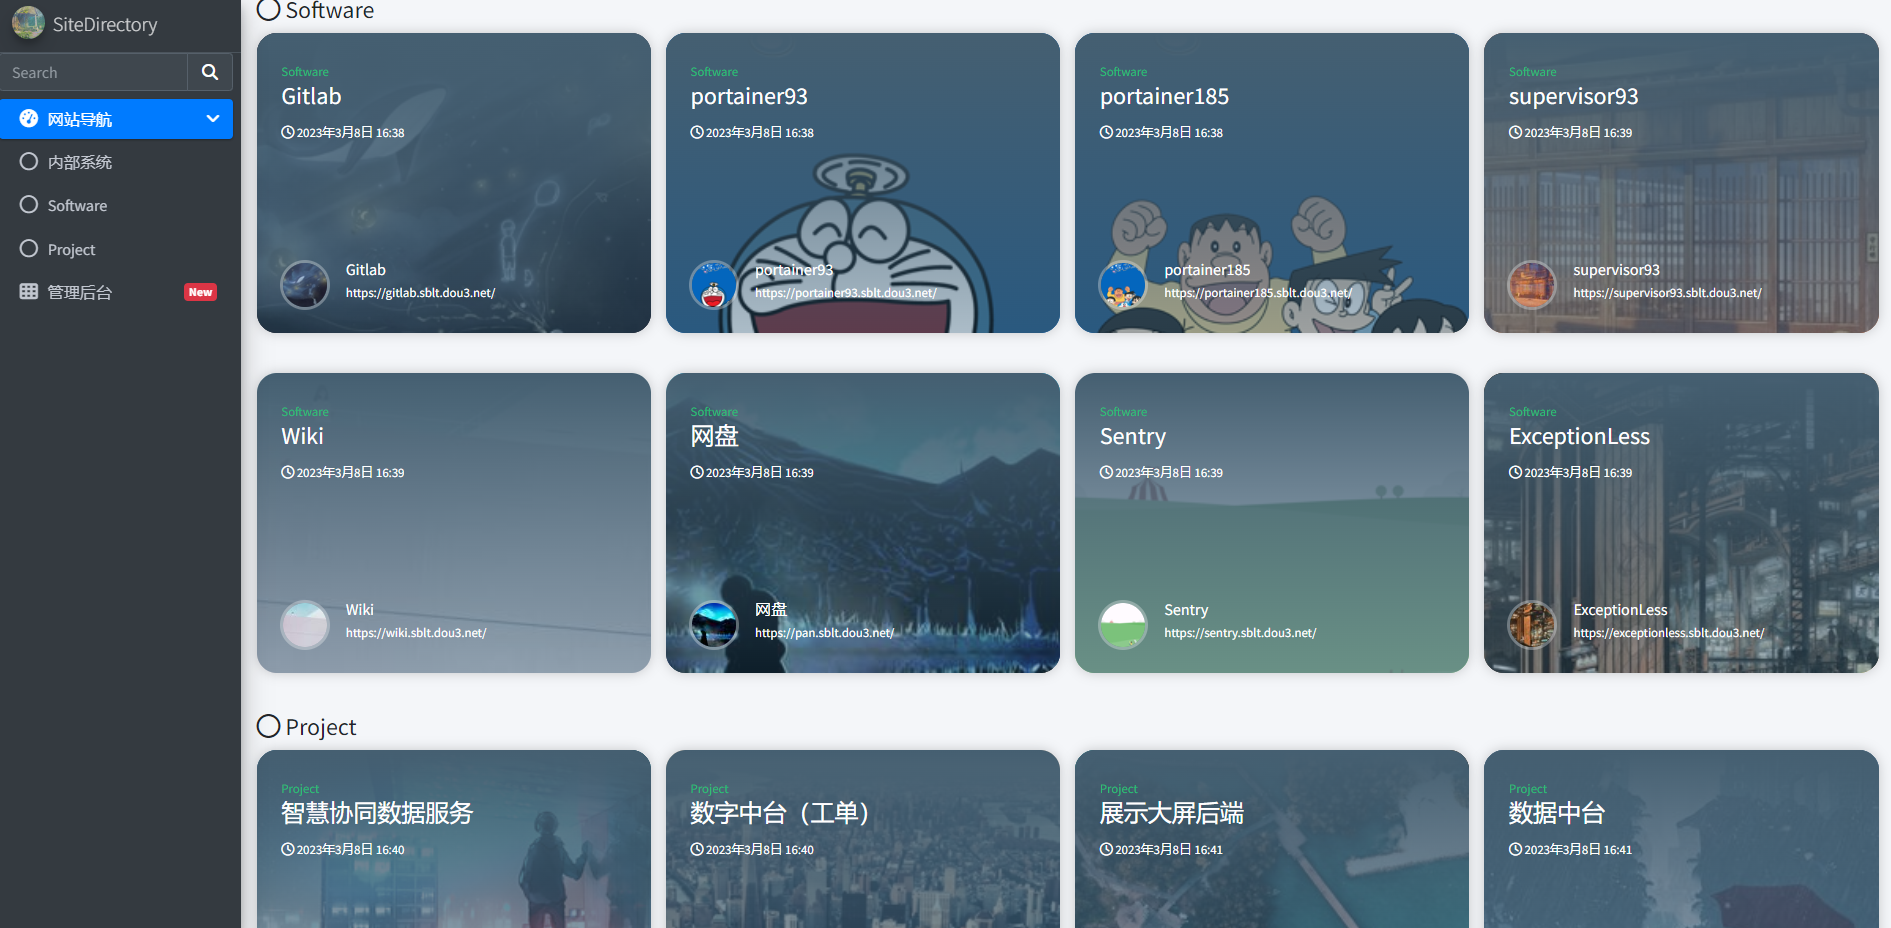 SiteDirectory
Search
网站导航
内部系统
Software
Project
管理后台 New
Software
Software
Gitlab
2023年3月8日 16:38
Gitlab
https://gitlab.sblt.dou3.net/
Software
portainer93
2023年3月8日 16:38
portainer93
https://portainer93.sblt.dou3.net/
Software
portainer185
2023年3月8日 16:38
portainer185
https://portainer185.sblt.dou3.net/
Software
supervisor93
2023年3月8日 16:39
supervisor93
https://supervisor93.sblt.dou3.net/
Software
Wiki
2023年3月8日 16:39
Wiki
https://wiki.sblt.dou3.net/
Software
网盘
2023年3月8日 16:39
网盘
https://pan.sblt.dou3.net/
Software
Sentry
2023年3月8日 16:39
Sentry
https://sentry.sblt.dou3.net/
Software
ExceptionLess
2023年3月8日 16:39
ExceptionLess
https://exceptionless.sblt.dou3.net/
Project
Project
智慧协同数据服务
2023年3月8日 16:40
Project
数字中台（工单）
2023年3月8日 16:40
Project
展示大屏后端
2023年3月8日 16:41
Project
数据中台
2023年3月8日 16:41